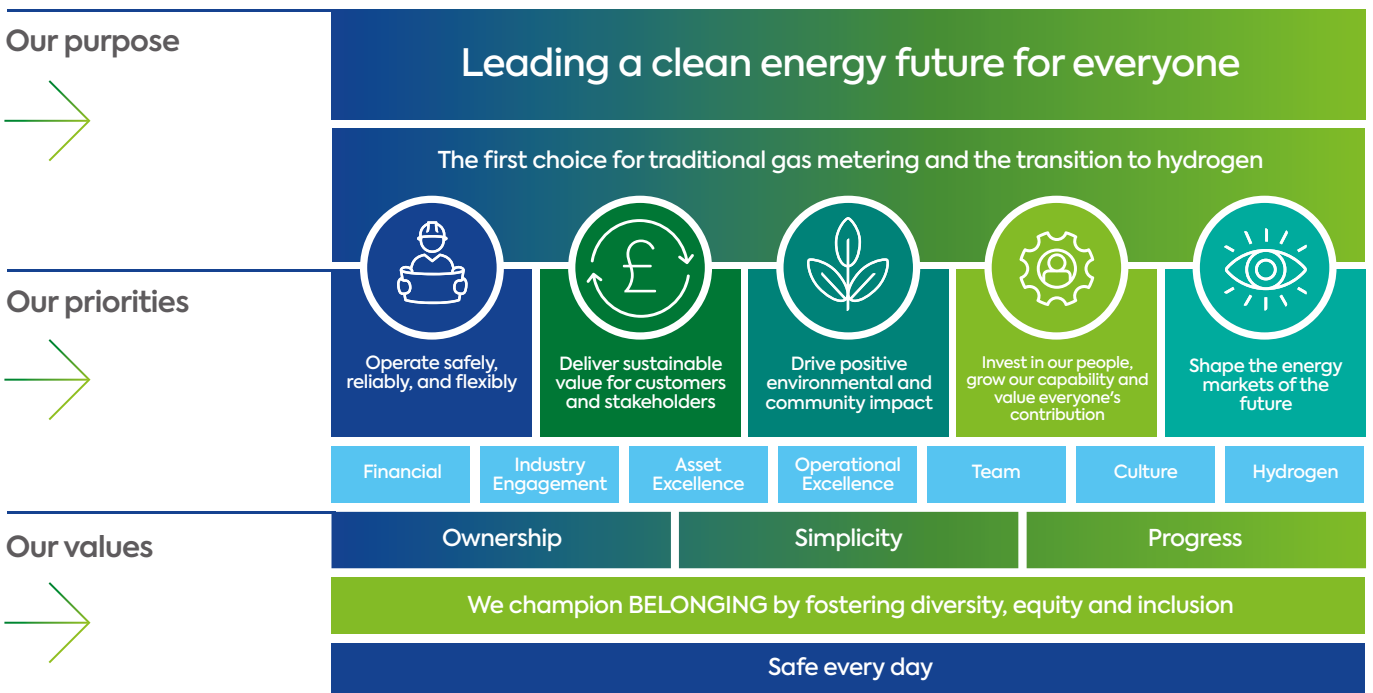 Our purpose
Leading a clean energy future for everyone
The first choice for traditional gas metering and the transition to hydrogen
£
Our priorities
Operate safely,
reliably, and flexibly
Deliver sustainable
value for customers
and stakeholders
Drive positive
environmental and
community impact
Invest in our people,
grow our capability and
value everyone's
contribution
Shape the energy
markets of the
future
Financial
Industry
Engagement
Asset
Excellence
Operational
Excellence
Team
Culture
Hydrogen
Our values
Ownership
Simplicity
Progress
We champion BELONGING by fostering diversity, equity and inclusion
Safe every day